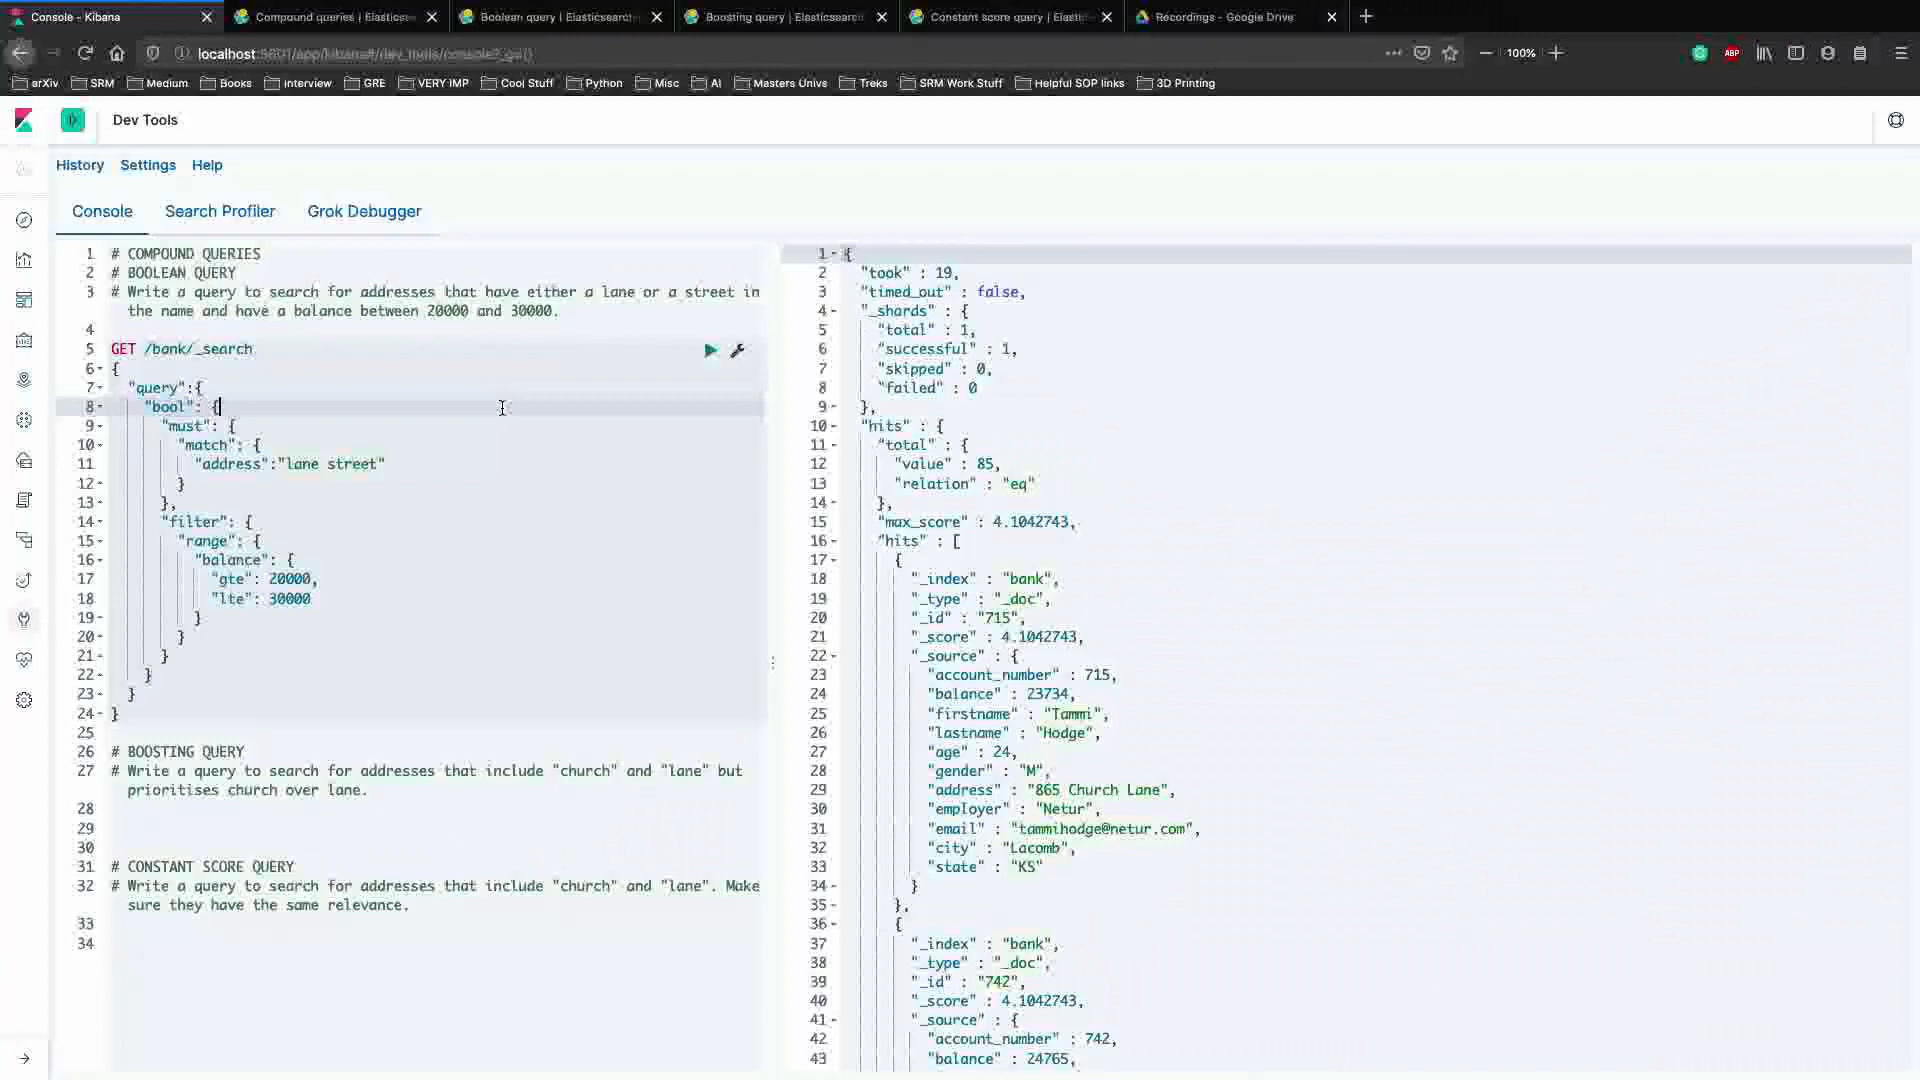 Console - Kibana
Compound queries | Elasticse
Boolean query | Elasticsearch
Boosting query | Elasticsearch
Constant score query | Elasti
Recordings - Google Drive
localhost:5601/app/kibana#/dev_tools/console?_g=()
100%
ABP
arXiv
SRM
Medium
Books
Interview
GRE
VERY IMP
Cool Stuff
Python
Misc
AI
Masters Univs
Treks
SRM Work Stuff
Helpful SOP links
3D Printing
Dev Tools
History Settings Help
Console Search Profiler Grok Debugger
1 # COMPOUND QUERIES
2 # BOOLEAN QUERY
3 # Write a query to search for addresses that have either a lane or a street in
the name and have a balance between 20000 and 30000.
4
5 GET /bank/_search
6 {
7 "query":{
8 "bool": {
9 "must": {
10 "match": {
11 "address":"lane street"
12 }
13 },
14 "filter": {
15 "range": {
16 "balance": {
17 "gte": 20000,
18 "lte": 30000
19 }
20 }
21 }
22 }
23 }
24 }
25
26 # BOOSTING QUERY
27 # Write a query to search for addresses that include "church" and "lane" but
prioritises church over lane.
28
29
30
31 # CONSTANT SCORE QUERY
32 # Write a query to search for addresses that include "church" and "lane". Make
sure they have the same relevance.
33
34
1 {
2 "took" : 19,
3 "timed_out" : false,
4 "_shards" : {
5 "total" : 1,
6 "successful" : 1,
7 "skipped" : 0,
8 "failed" : 0
9 },
10 "hits" : {
11 "total" : {
12 "value" : 85,
13 "relation" : "eq"
14 },
15 "max_score" : 4.1042743,
16 "hits" : [
17 {
18 "_index" : "bank",
19 "_type" : "_doc",
20 "_id" : "715",
21 "_score" : 4.1042743,
22 "_source" : {
23 "account_number" : 715,
24 "balance" : 23734,
25 "firstname" : "Tammi",
26 "lastname" : "Hodge",
27 "age" : 24,
28 "gender" : "M",
29 "address" : "865 Church Lane",
30 "employer" : "Netur",
31 "email" : "tammihodge@netur.com",
32 "city" : "Lacomb",
33 "state" : "KS"
34 }
35 },
36 {
37 "_index" : "bank",
38 "_type" : "_doc",
39 "_id" : "742",
40 "_score" : 4.1042743,
41 "_source" : {
42 "account_number" : 742,
43 "balance" : 24765,